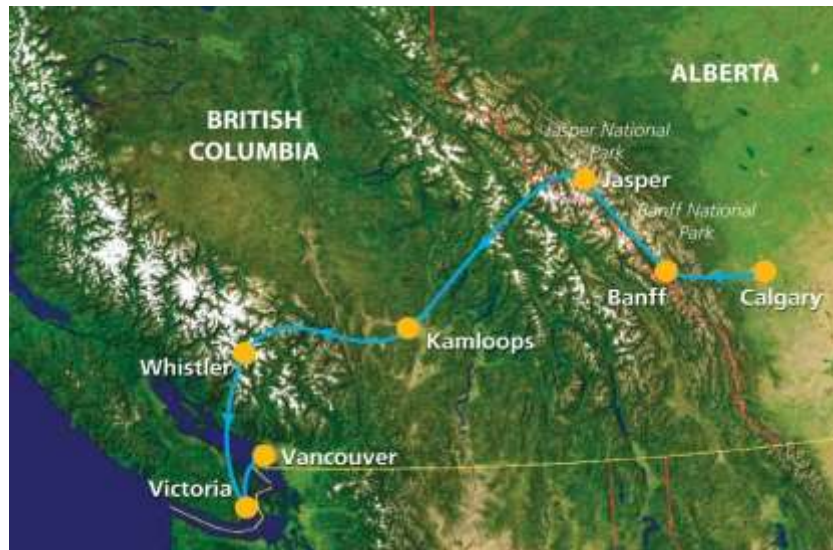 ALBERTA
BRITISH
COLUMBIA
Jasper National
Park
Jasper
Banff National
Park
Banff
Calgary
Kamloops
Whistler
Vancouver
Victoria